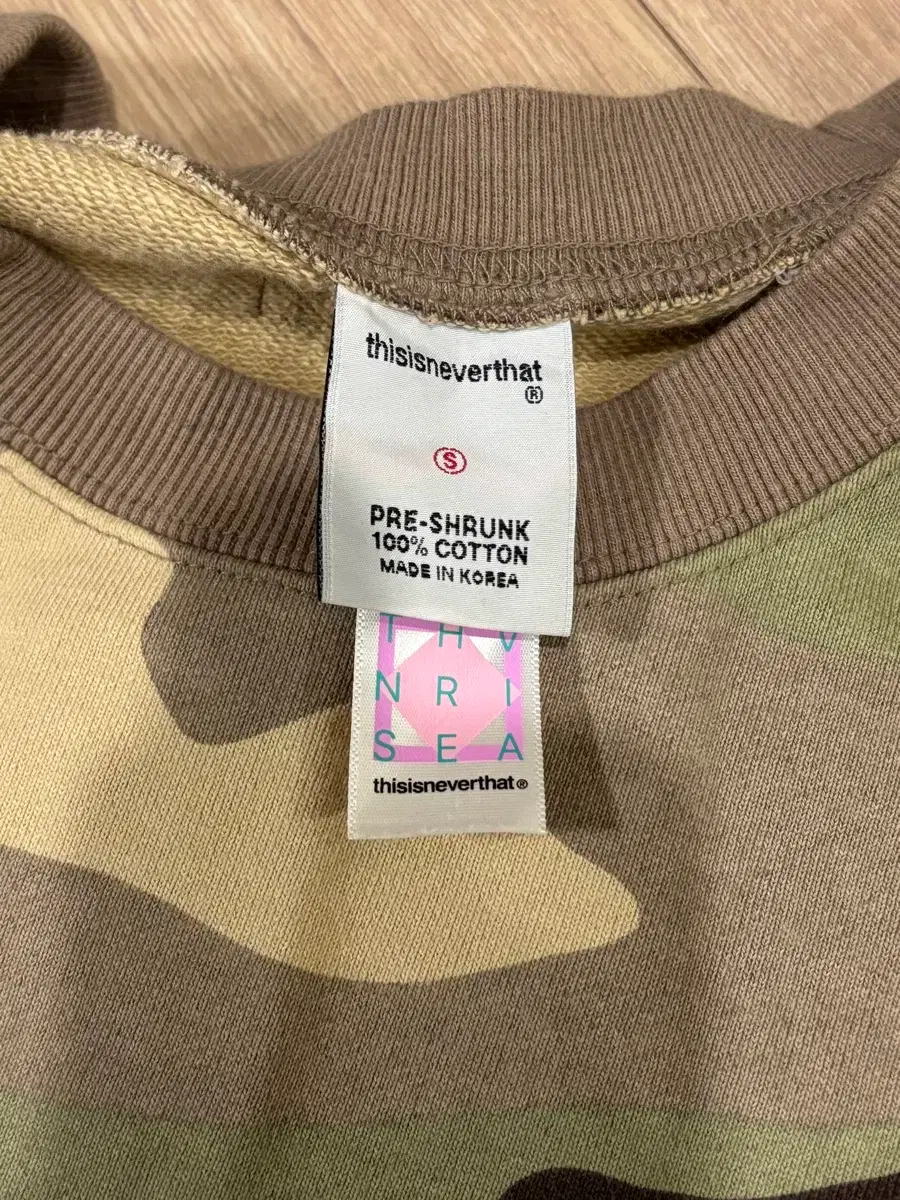 thisisneverthat
®
S
PRE-SHRUNK
100% COTTON
MADE IN KOREA
T H V
N R I
S E A
thisisneverthat®